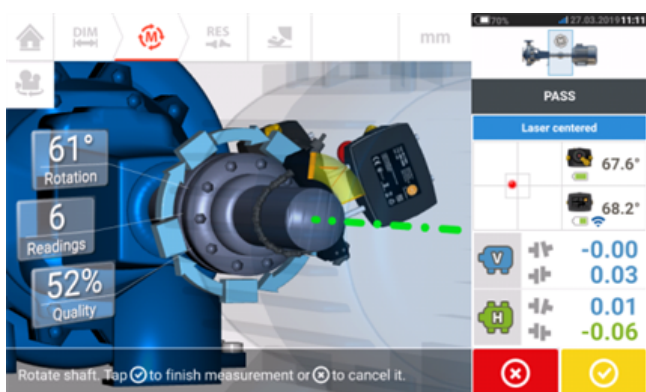 70% 27.03.2019 11:11
DIM
M
RES
mm
PASS
Laser centered
61°
Rotation
6
Readings
52%
Quality
67.6°
68.2°
V
-0.00
0.03
H
0.01
-0.06
Rotate shaft. Tap to finish measurement or to cancel it.